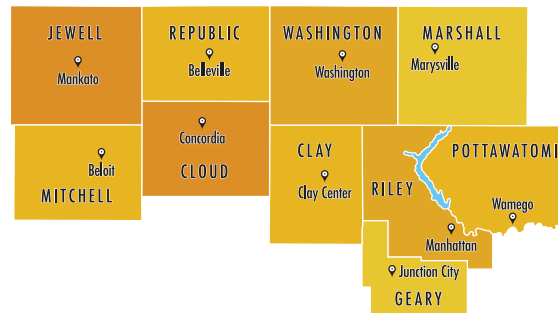 JEWELL
Mankato
REPUBLIC
Belleville
WASHINGTON
Washington
MARSHALL
Marysville
Beloit
MITCHELL
Concordia
CLOUD
CLAY
Clay Center
RILEY
Manhattan
POTTAWATOMI
Wamego
Junction City
GEARY